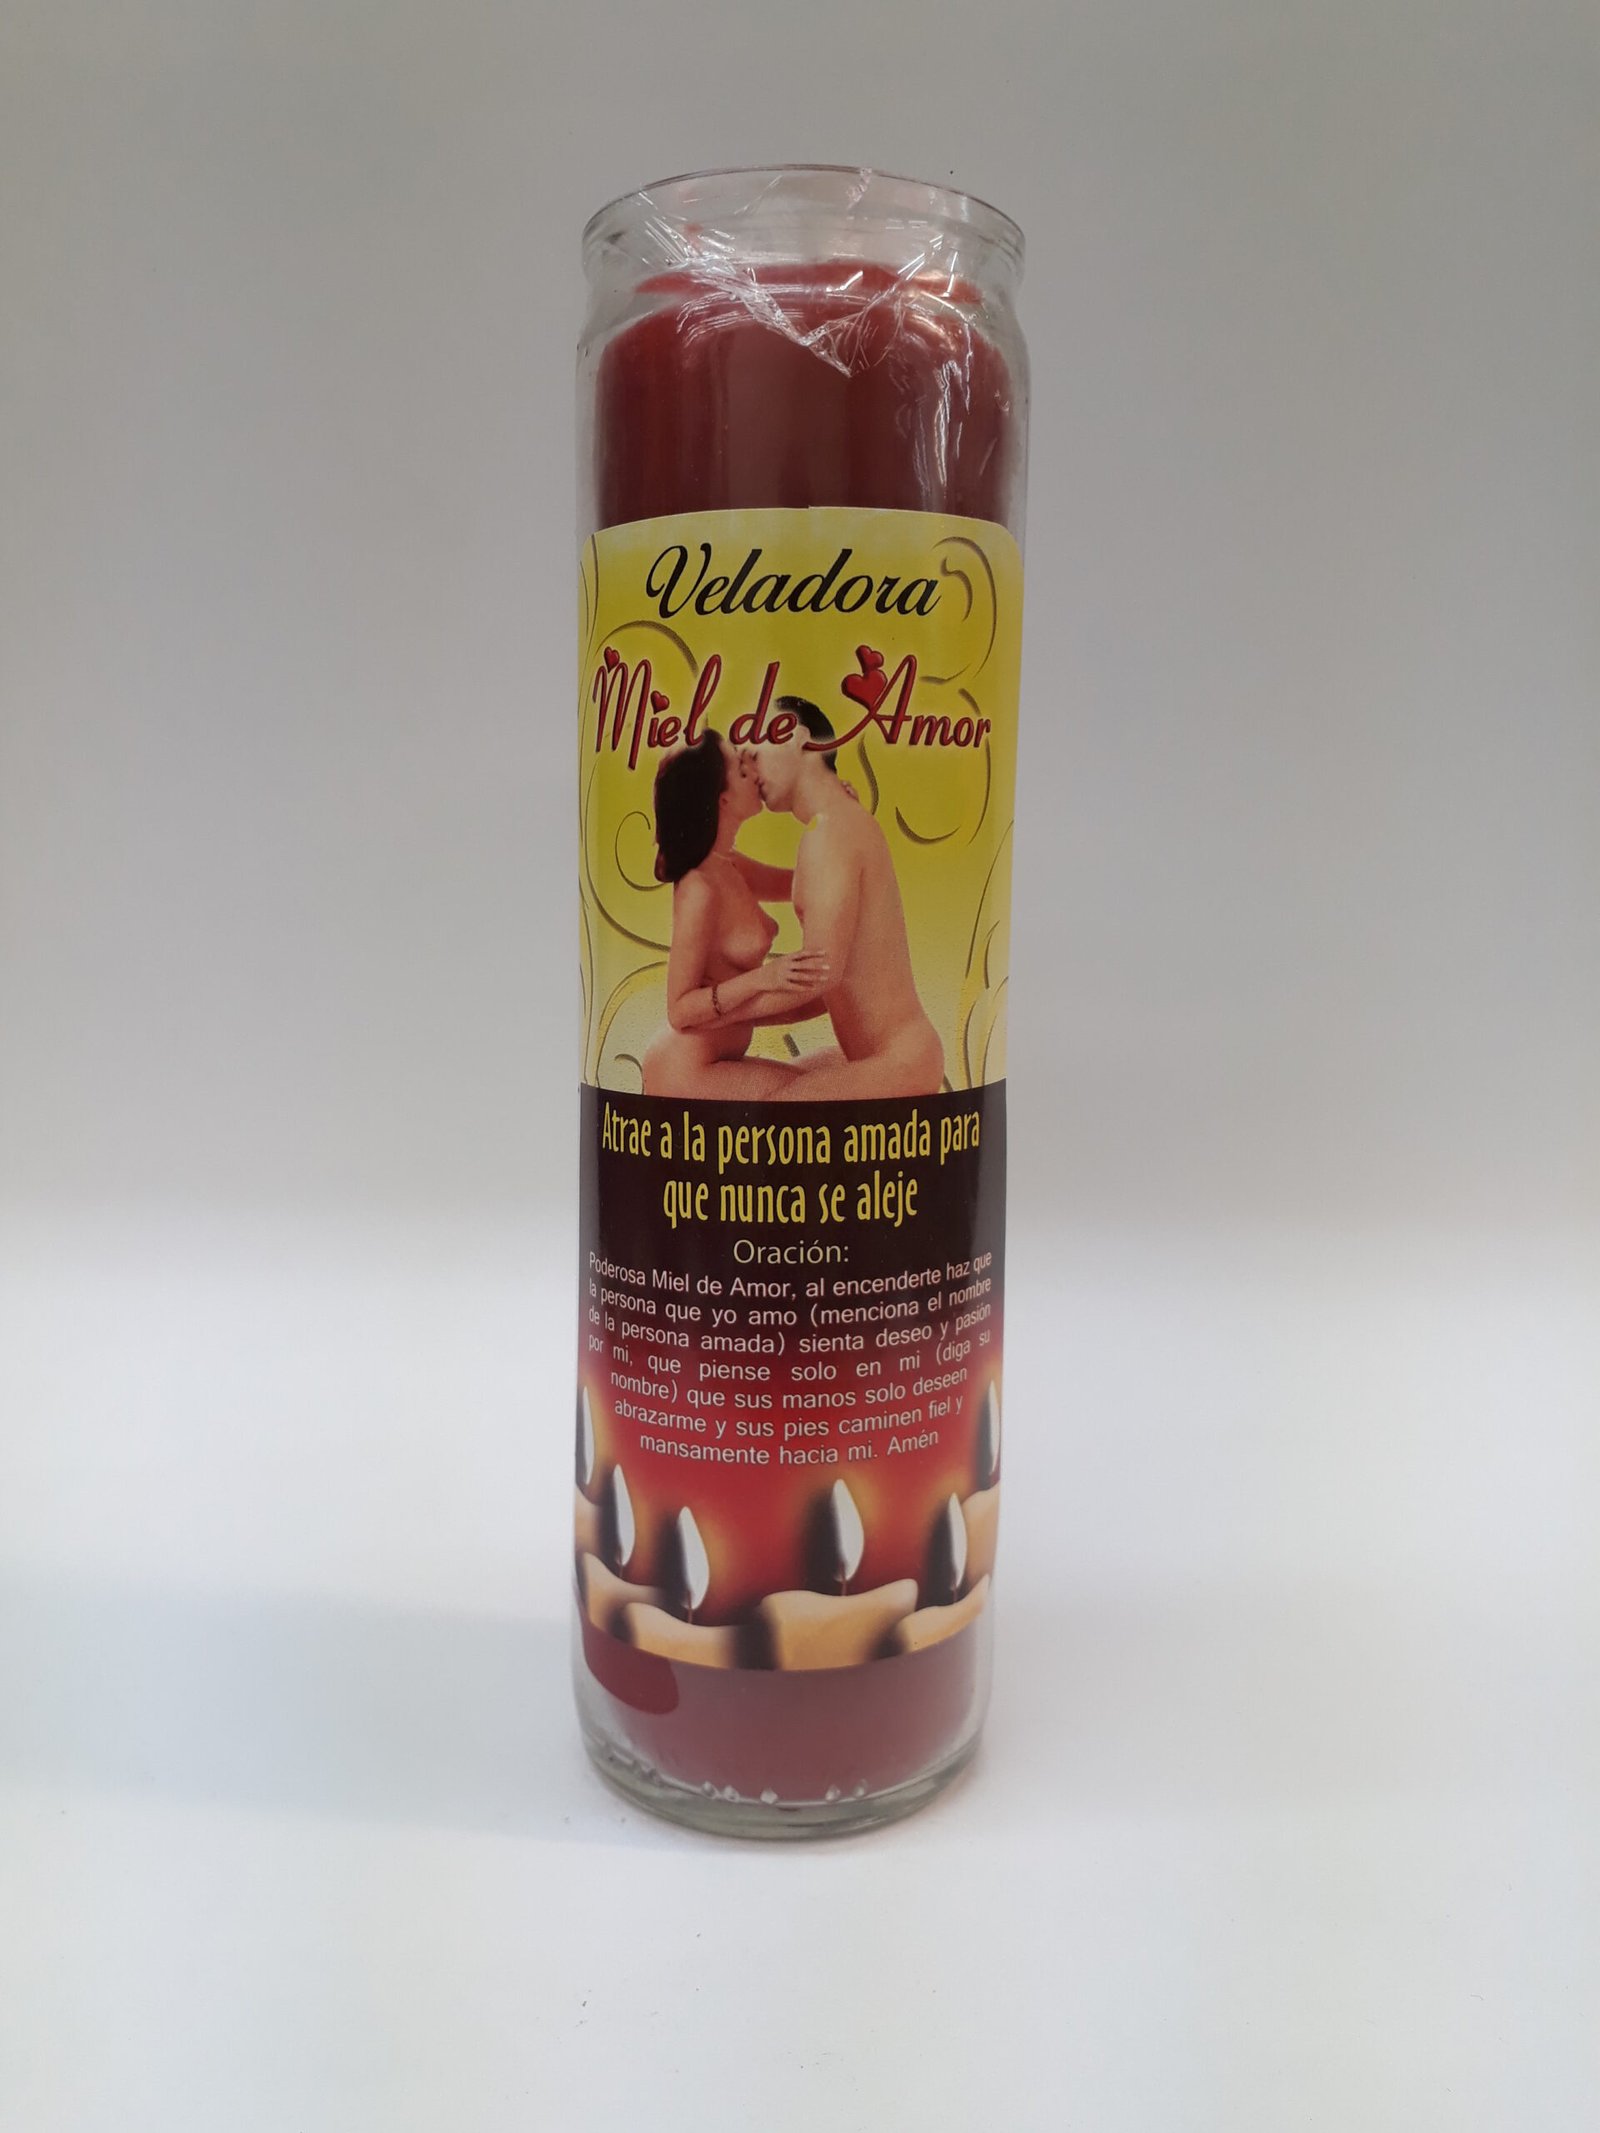 Veladora
Miel de Amor
Atrae a la persona amada para
que nunca se aleje
Oración:
Poderosa Miel de Amor, al encenderte haz que
la persona que yo amo (menciona el nombre
de la persona amada) sienta deseo y pasión
por mi, que piense solo en mi (diga su
nombre) que sus manos solo deseen
abrazarme y sus pies caminen fiel y
mansamente hacia mi. Amén